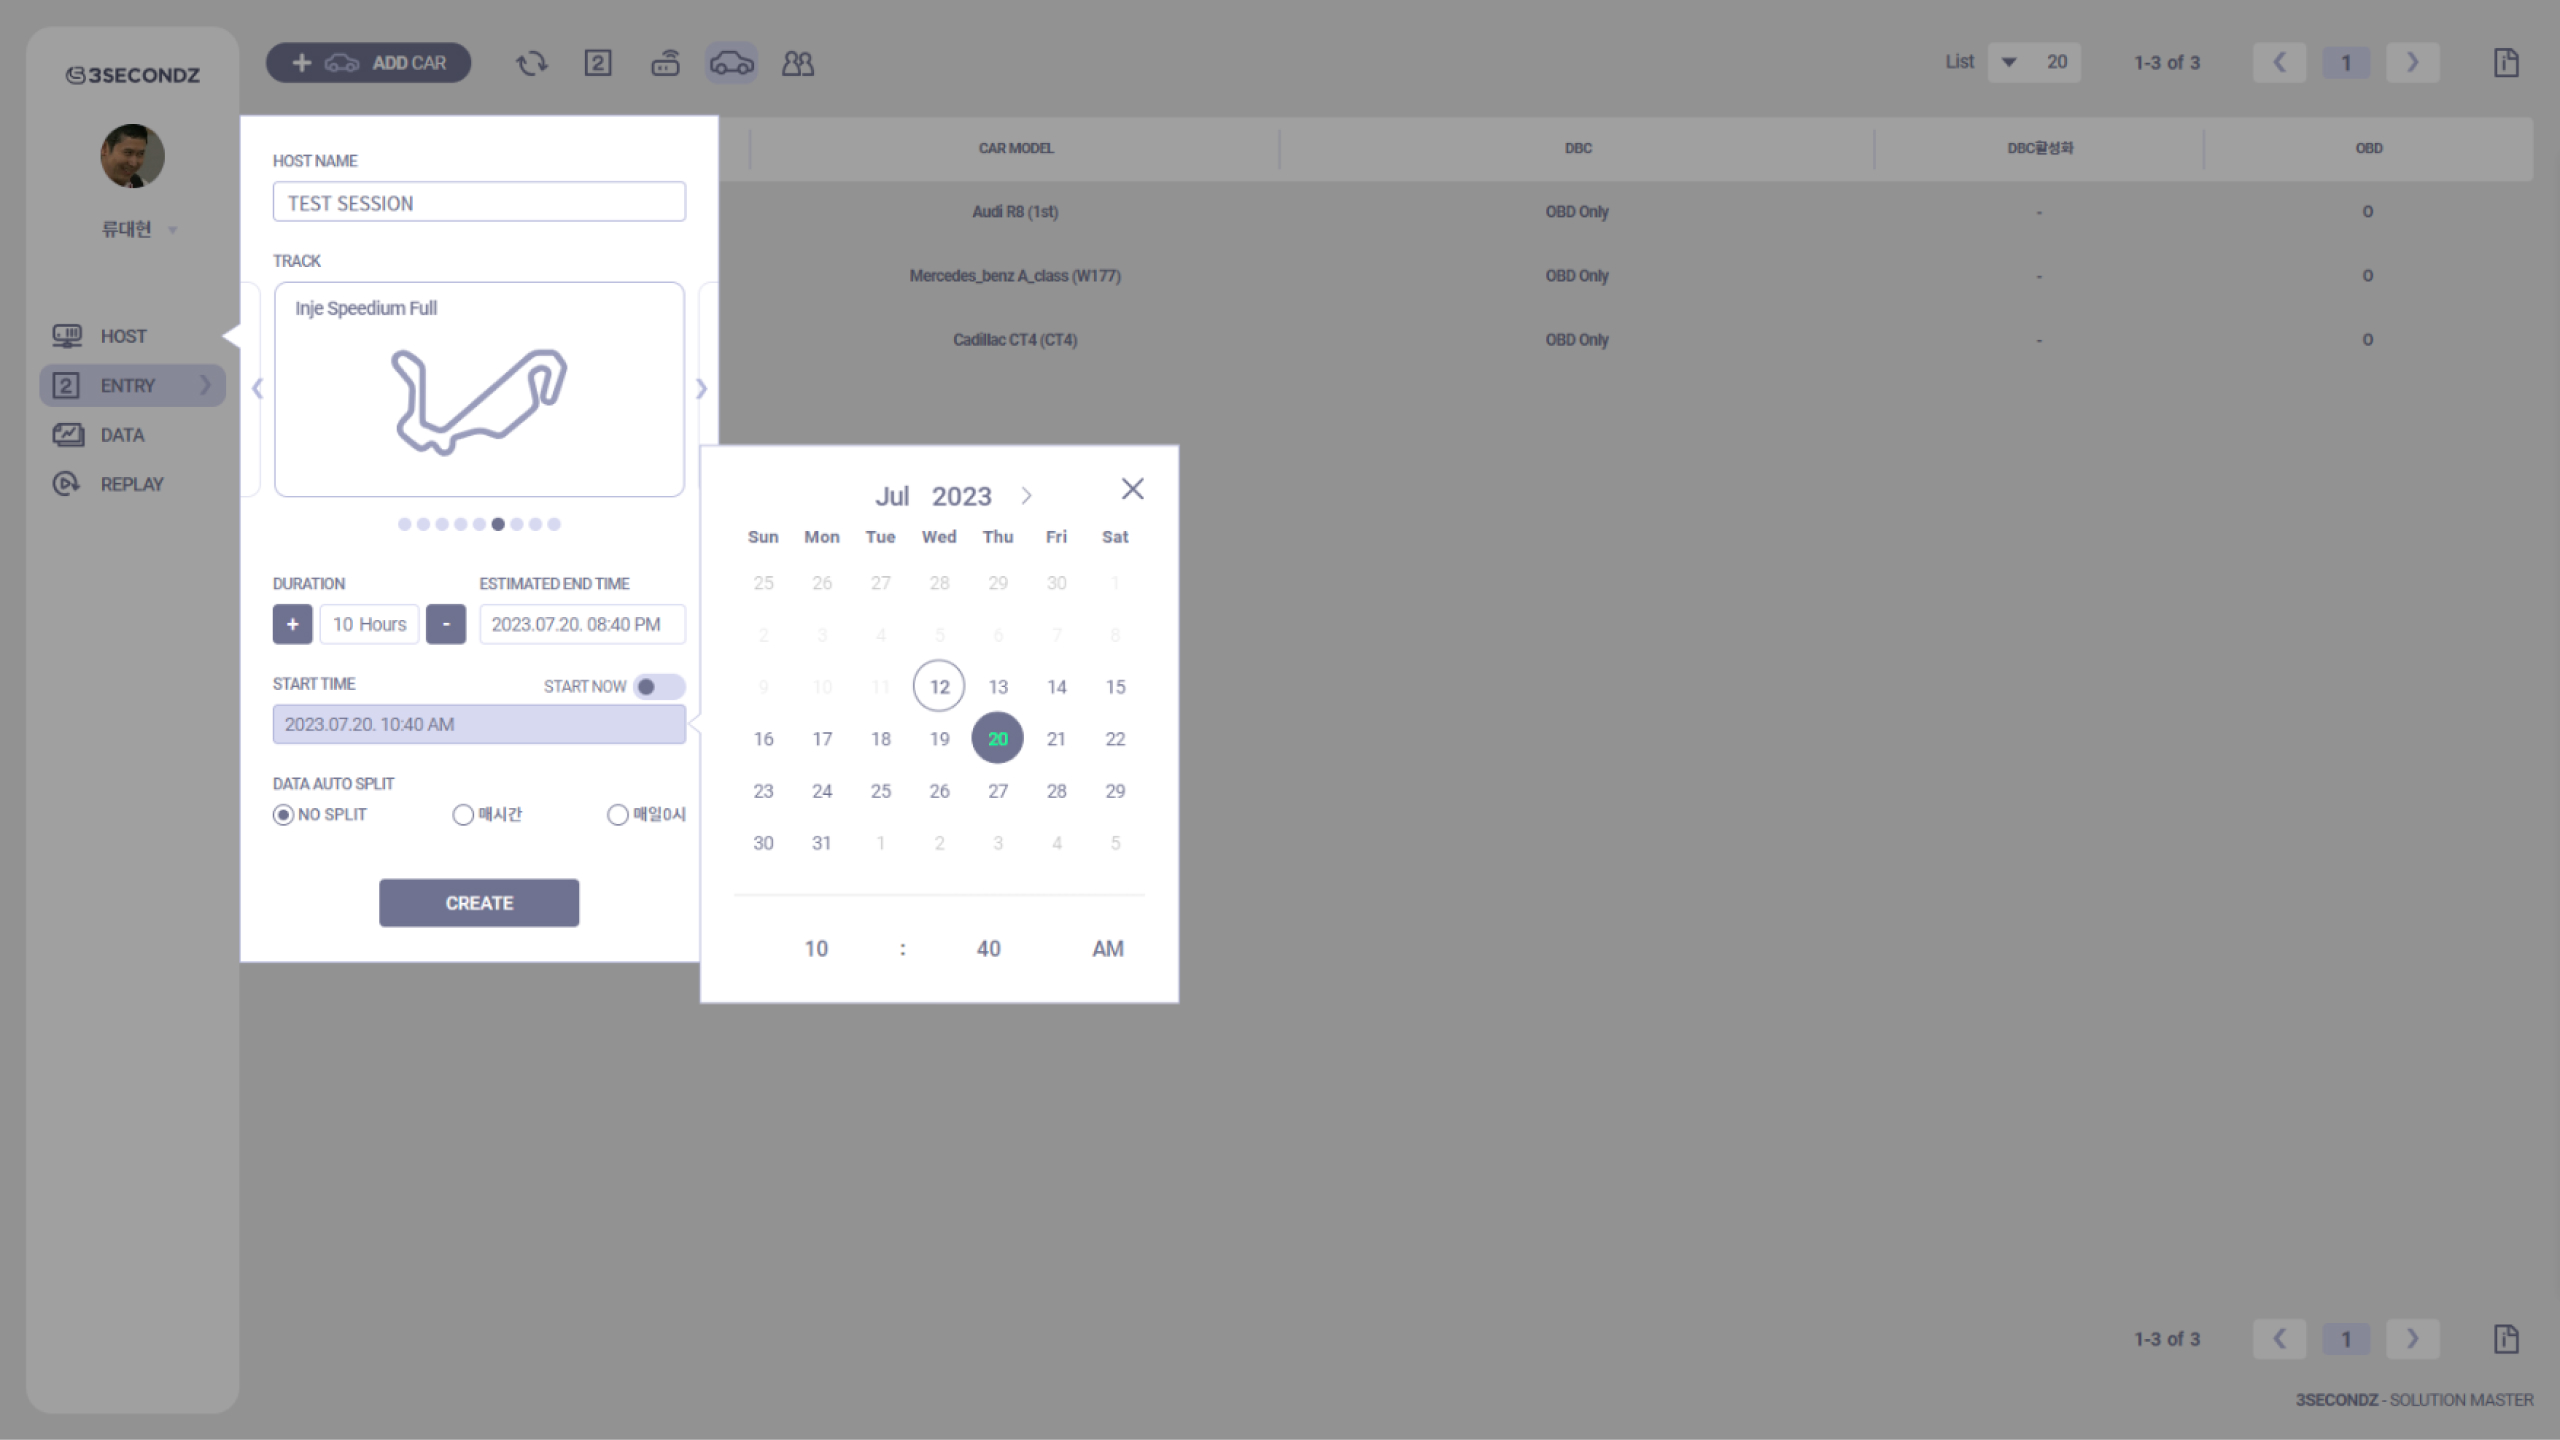 3SECONDZ
류대현
HOST
2 ENTRY
DATA
REPLAY
ADD CAR
2
List 20
1-3 of 3
1
CAR MODEL DBC DBC활성화 OBD
Audi R8 (1st) OBD Only - O
Mercedes_benz A_class (W177) OBD Only - O
Cadillac CT4 (CT4) OBD Only - O
HOST NAME
TEST SESSION
TRACK
Inje Speedium Full
DURATION ESTIMATED END TIME
+ 10 Hours - 2023.07.20. 08:40 PM
START TIME START NOW
2023.07.20. 10:40 AM
DATA AUTO SPLIT
NO SPLIT 매시간 매일0시
CREATE
Jul 2023
Sun Mon Tue Wed Thu Fri Sat
25 26 27 28 29 30 1
2 3 4 5 6 7 8
9 10 11 12 13 14 15
16 17 18 19 20 21 22
23 24 25 26 27 28 29
30 31 1 2 3 4 5
10 : 40 AM
1-3 of 3
1
3SECONDZ - SOLUTION MASTER